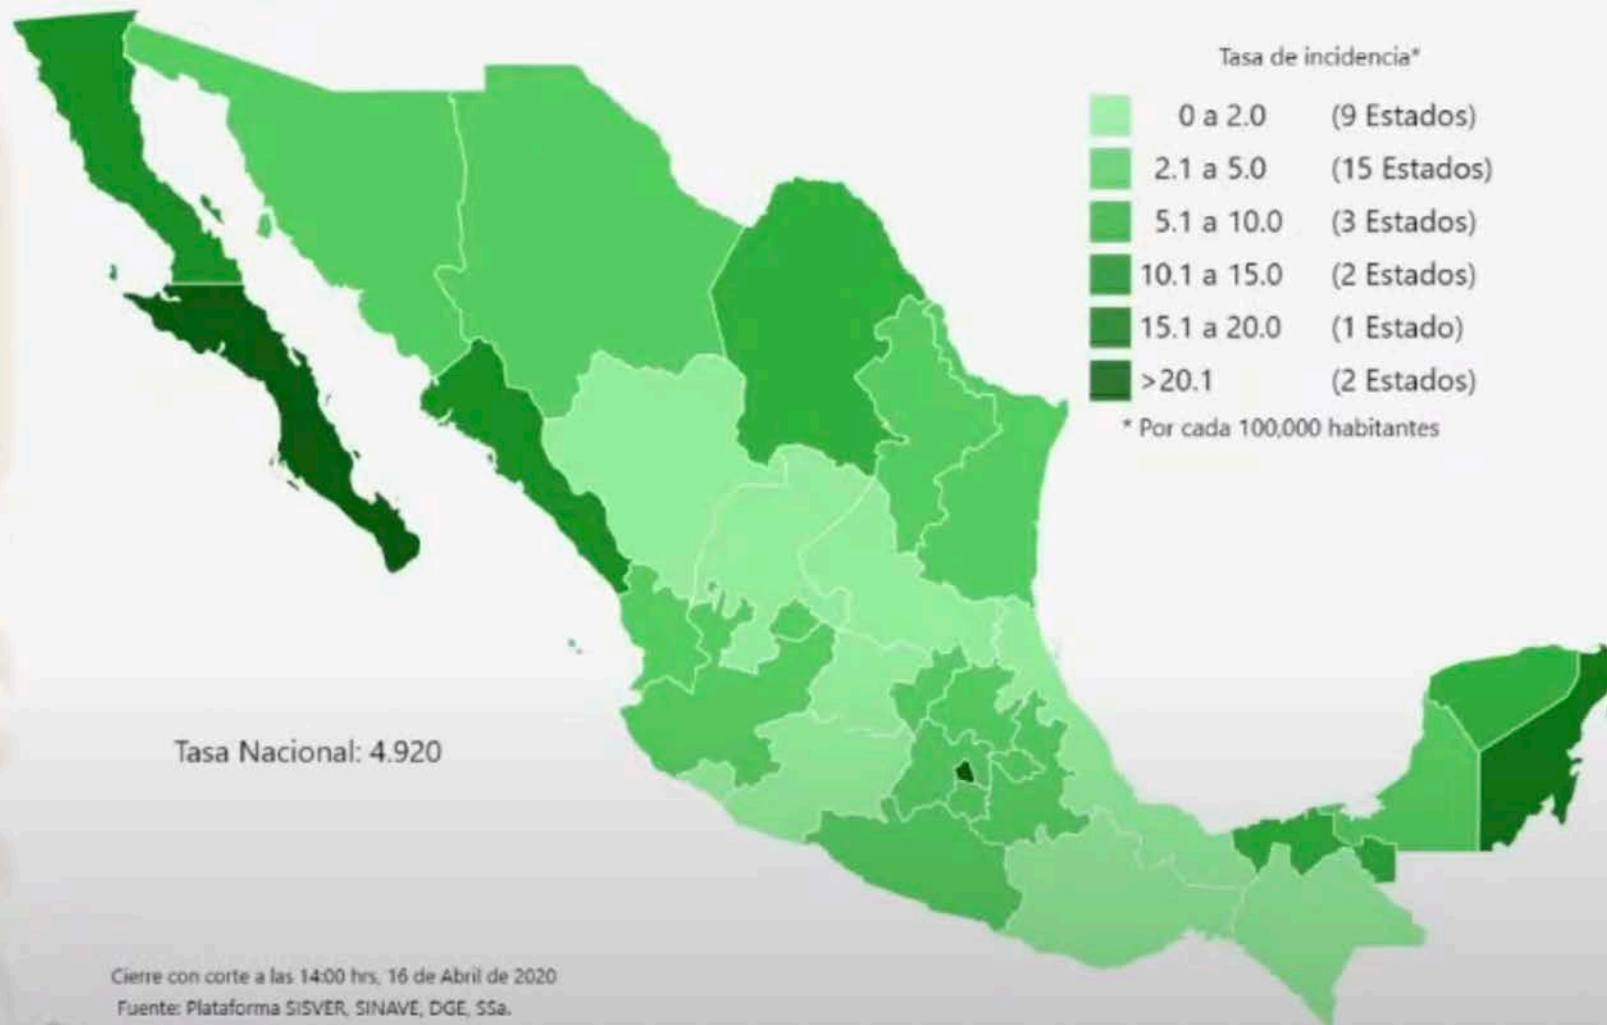 Tasa de incidencia*
0 a 2.0 (9 Estados)
2.1 a 5.0 (15 Estados)
5.1 a 10.0 (3 Estados)
10.1 a 15.0 (2 Estados)
15.1 a 20.0 (1 Estado)
>20.1 (2 Estados)
* Por cada 100,000 habitantes
Tasa Nacional: 4.920
Cierre con corte a las 14:00 hrs, 16 de Abril de 2020
Fuente: Plataforma SISVER, SINAVE, DGE, SSa.